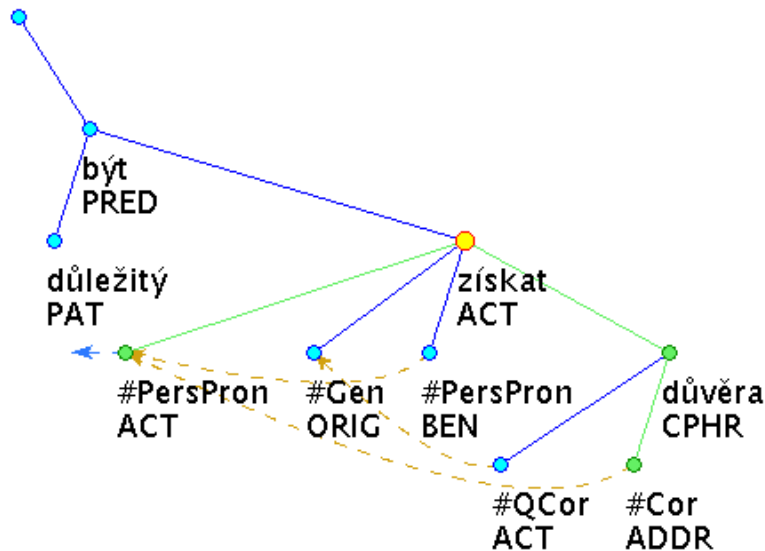 být
PRED
důležitý
PAT
získat
ACT
#PersPron
ACT
#Gen
ORIG
#PersPron
BEN
důvěra
CPHR
#QCor
ACT
#Cor
ADDR